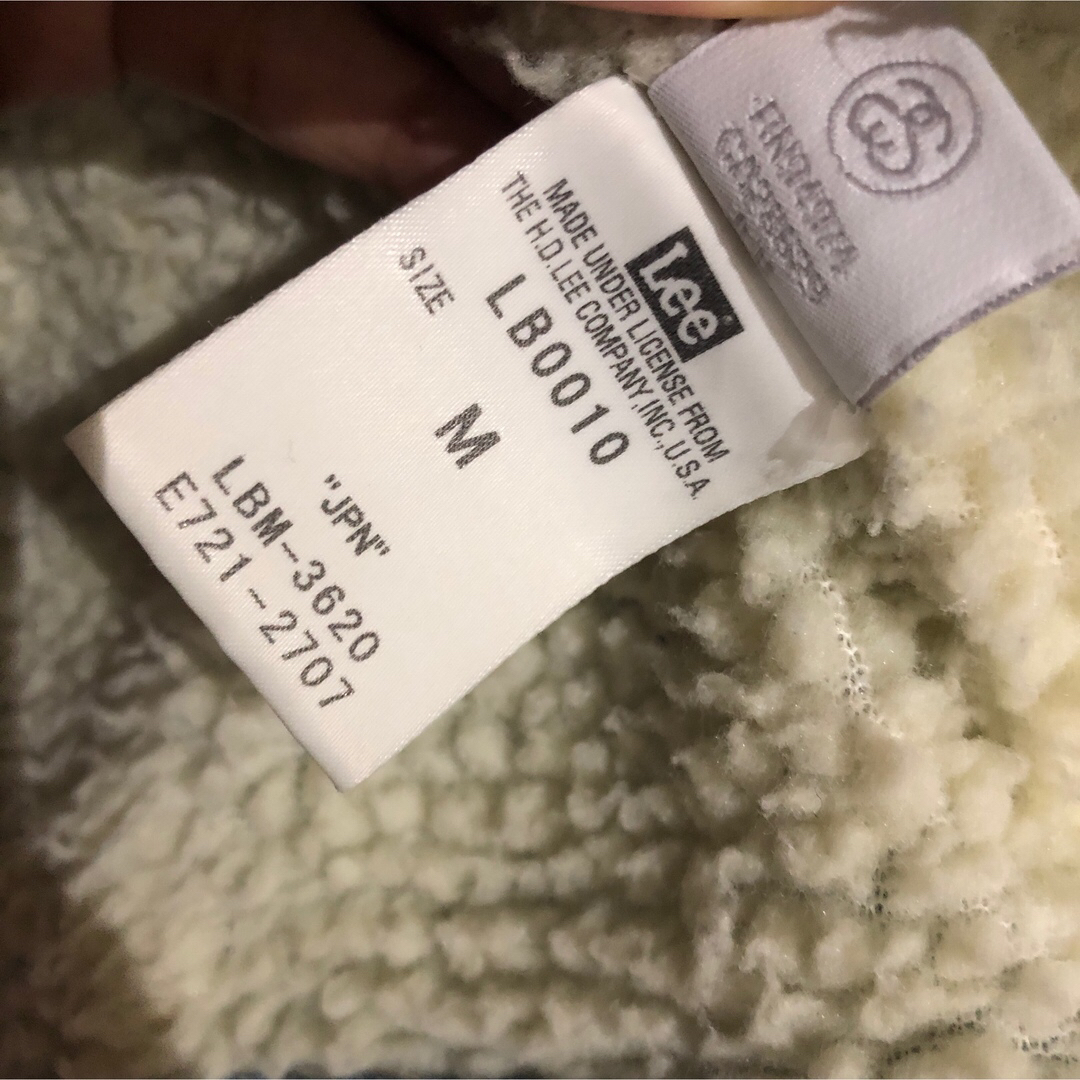 Lee
MADE UNDER LICENSE FROM
THE H.D.LEE COMPANY,INC.,U.S.A.
LB0010
SIZE
M
"JPN"
LBM-3620
E721-2707